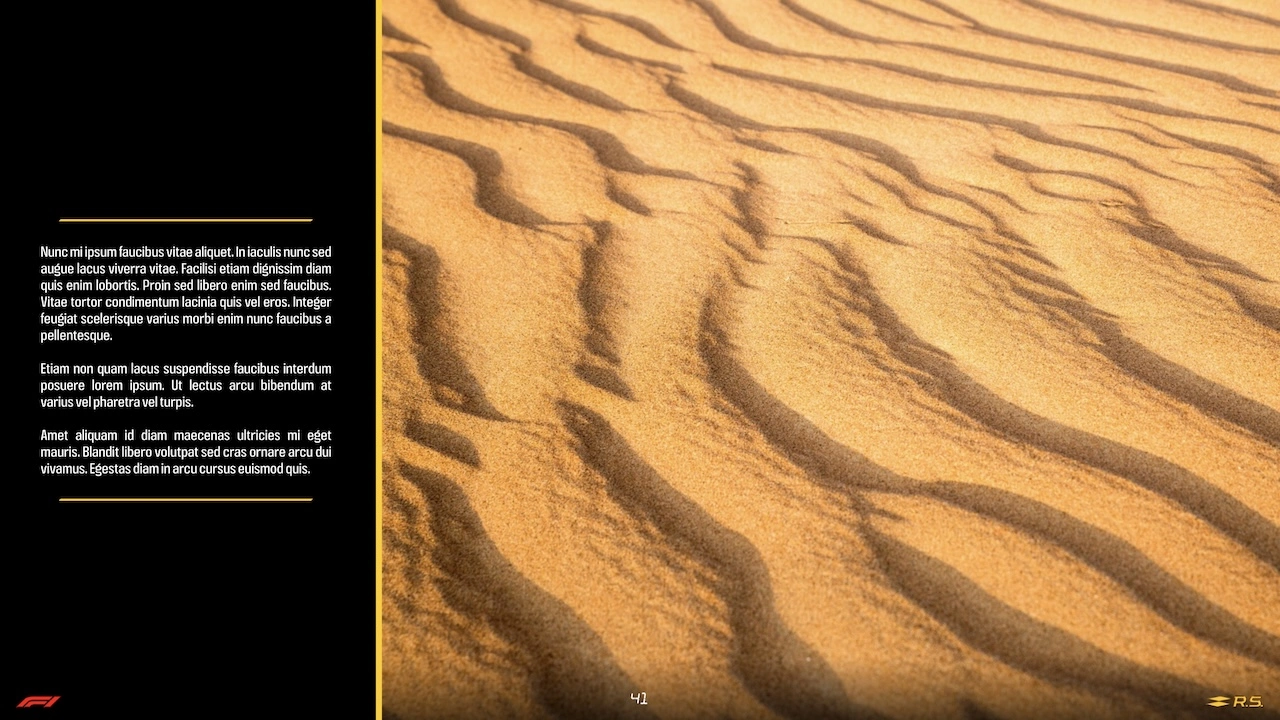 Nunc mi ipsum faucibus vitae aliquet. In iaculis nunc sed
augue lacus viverra vitae. Facilisi etiam dignissim diam
quis enim lobortis. Proin sed libero enim sed faucibus.
Vitae tortor condimentum lacinia quis vel eros. Integer
feugiat scelerisque varius morbi enim nunc faucibus a
pellentesque.
Etiam non quam lacus suspendisse faucibus interdum
posuere lorem ipsum. Ut lectus arcu bibendum at
varius vel pharetra vel turpis.
Amet aliquam id diam maecenas ultricies mi eget
mauris. Blandit libero volutpat sed cras ornare arcu dui
vivamus. Egestas diam in arcu cursus euismod quis.
F1
41
R.S.